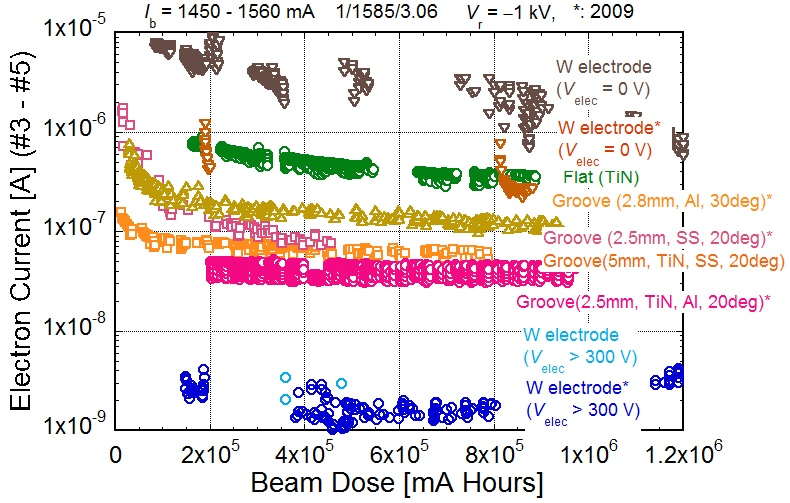 I_b = 1450 - 1560 mA 1/1585/3.06 V_r = −1 kV, *: 2009
Electron Current [A] (#3 - #5)
1x10^-5
1x10^-6
1x10^-7
1x10^-8
1x10^-9
W electrode
(V_elec = 0 V)
W electrode*
(V_elec = 0 V)
Flat (TiN)
Groove (2.8mm, Al, 30deg)*
Groove (2.5mm, SS, 20deg)*
Groove(5mm, TiN, SS, 20deg)
Groove(2.5mm, TiN, Al, 20deg)*
W electrode
(V_elec > 300 V)
W electrode*
(V_elec > 300 V)
0 2x10^5 4x10^5 6x10^5 8x10^5 1x10^6 1.2x10^6
Beam Dose [mA Hours]